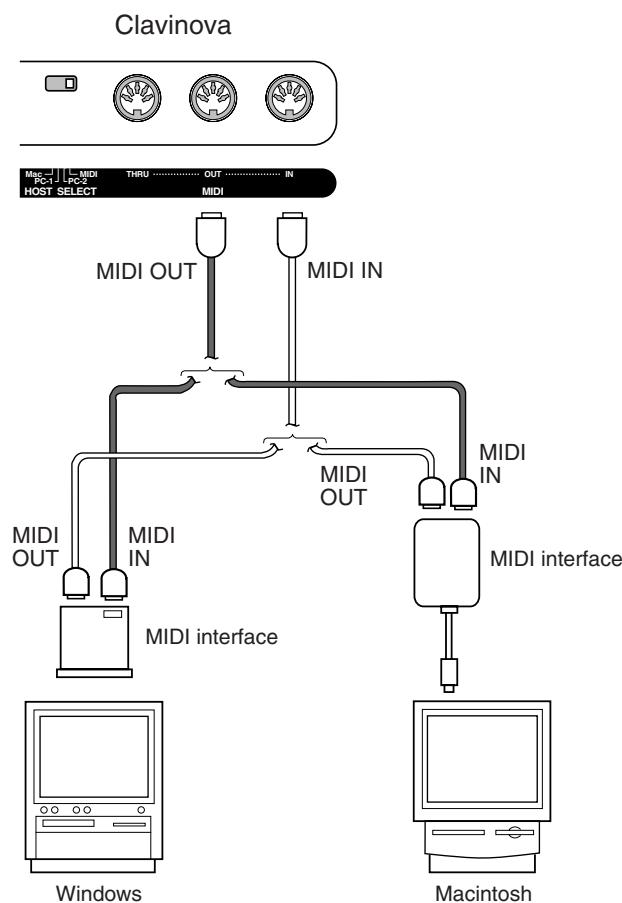 Clavinova
Mac MIDI THRU OUT IN
PC-1 PC-2
HOST SELECT MIDI
MIDI OUT MIDI IN
MIDI
IN
MIDI
OUT
MIDI
OUT
MIDI
IN
MIDI interface
MIDI interface
Windows
Macintosh